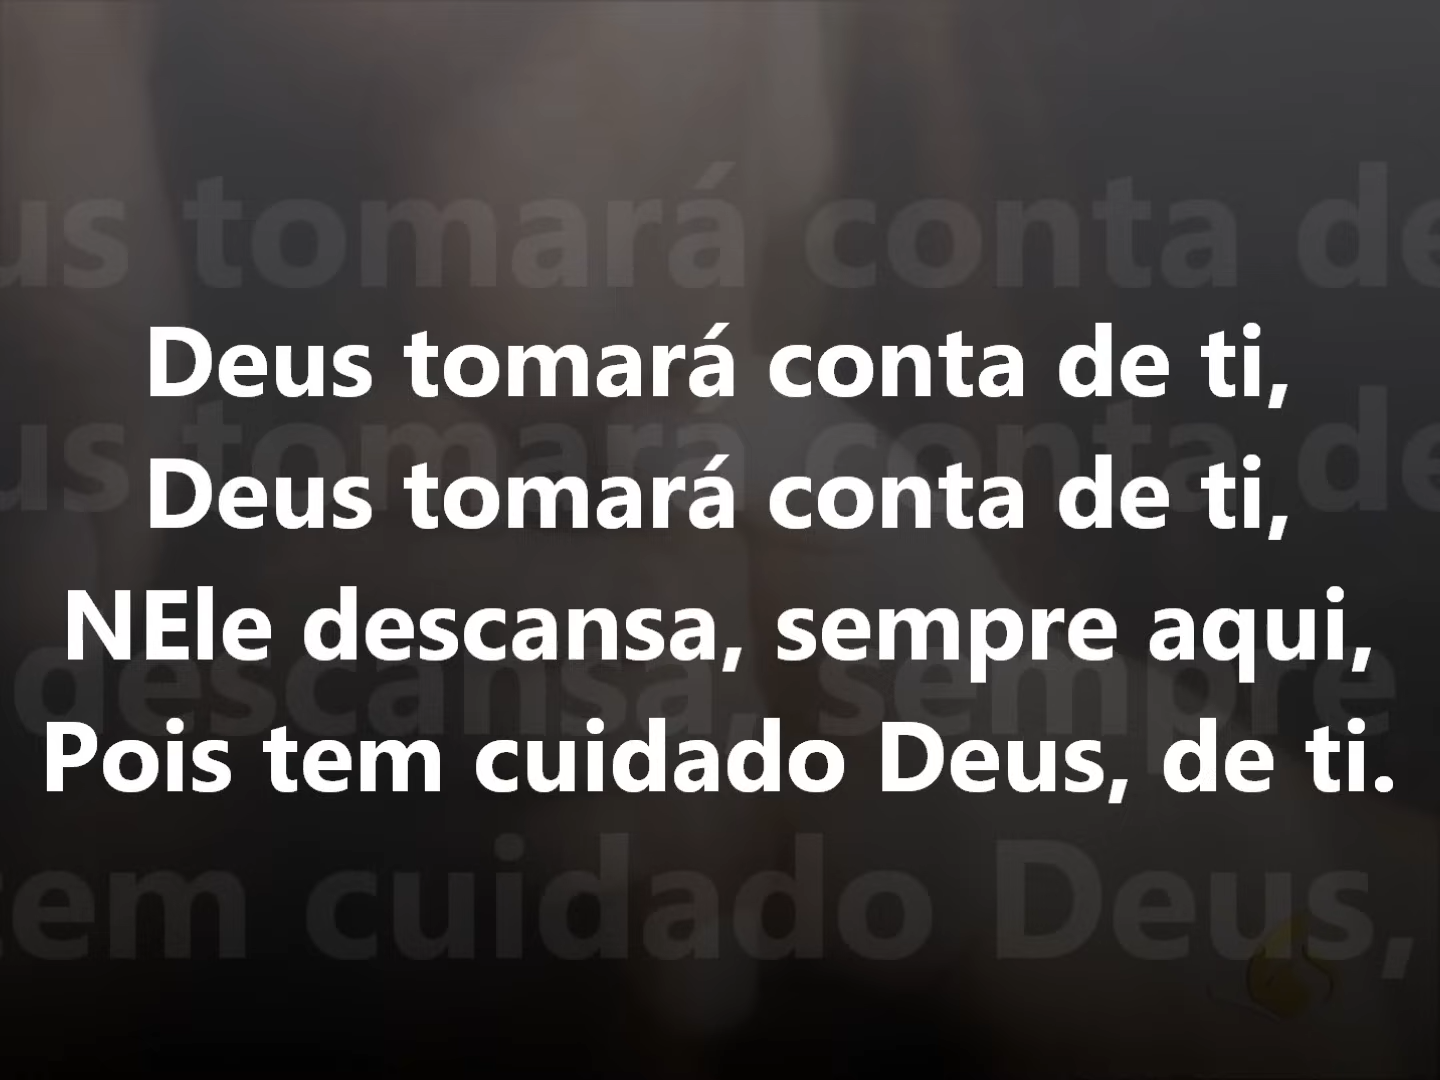 Deus tomará conta de ti,
Deus tomará conta de ti,
NEle descansa, sempre aqui,
Pois tem cuidado Deus, de ti.